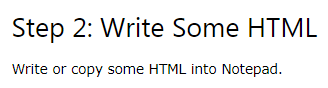 Step 2: Write Some HTML
Write or copy some HTML into Notepad.